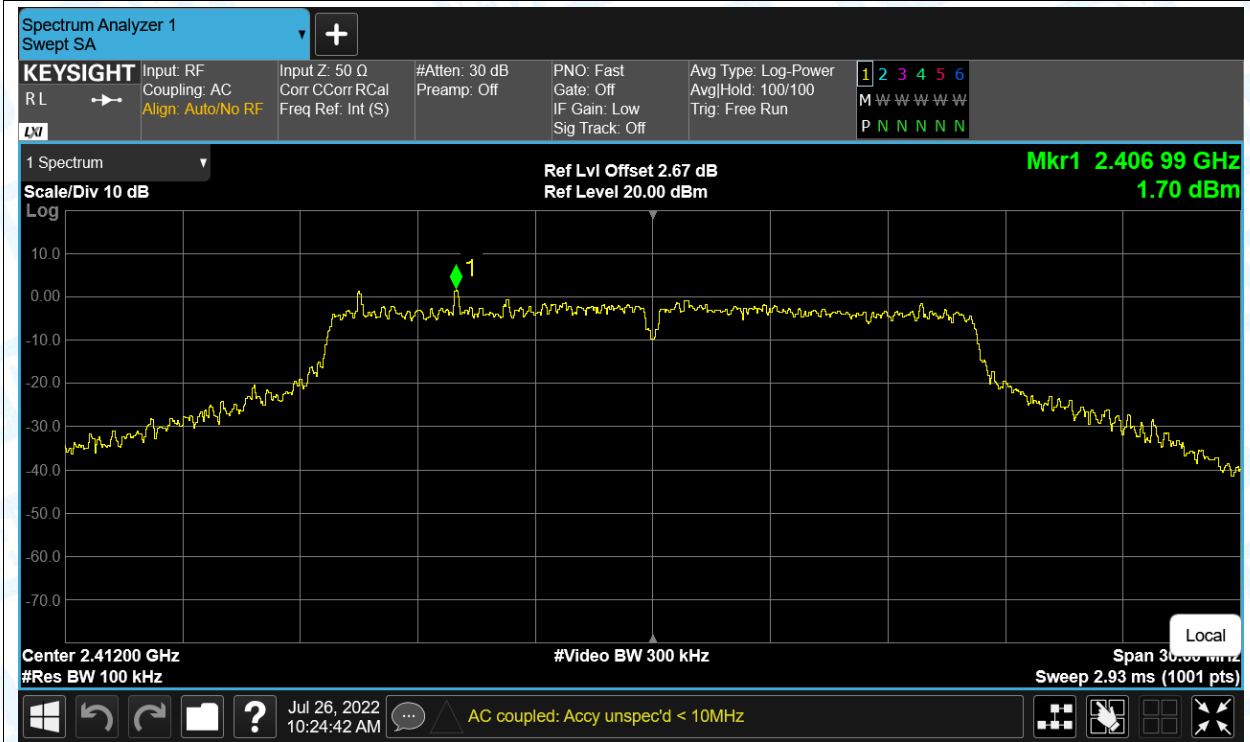 Spectrum Analyzer 1
Swept SA
+
KEYSIGHT
R L
LXI
Input: RF
Coupling: AC
Align: Auto/No RF
Input Z: 50 Ω
Corr CCorr RCal
Freq Ref: Int (S)
#Atten: 30 dB
Preamp: Off
PNO: Fast
Gate: Off
IF Gain: Low
Sig Track: Off
Avg Type: Log-Power
Avg|Hold: 100/100
Trig: Free Run
1 2 3 4 5 6
M W W W W W W
P N N N N N N
1 Spectrum
Scale/Div 10 dB
Log
Ref Lvl Offset 2.67 dB
Ref Level 20.00 dBm
Mkr1 2.406 99 GHz
1.70 dBm
1
10.0
0.00
-10.0
-20.0
-30.0
-40.0
-50.0
-60.0
-70.0
Local
Center 2.41200 GHz
#Res BW 100 kHz
#Video BW 300 kHz
Span 30.00 MHz
Sweep 2.93 ms (1001 pts)
?
Jul 26, 2022
10:24:42 AM
AC coupled: Accy unspec'd < 10MHz